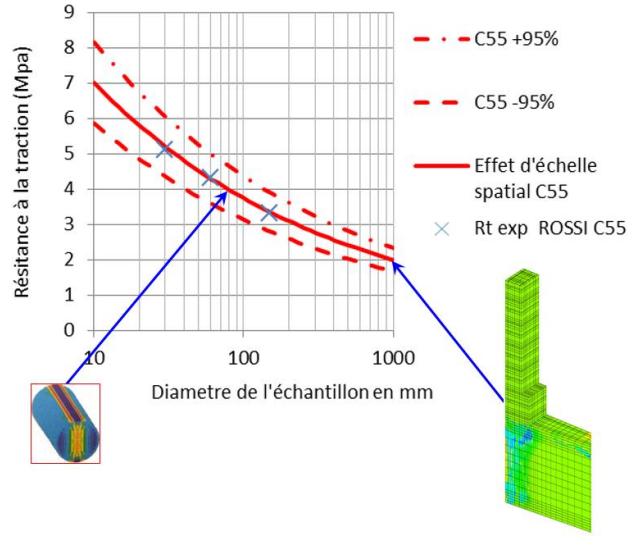 9
8
7
6
5
4
3
2
1
0
Résitance à la traction (Mpa)
10
100
1000
Diametre de l'échantillon en mm
C55 +95%
C55 -95%
Effet d'échelle
spatial C55
Rt exp ROSSI C55